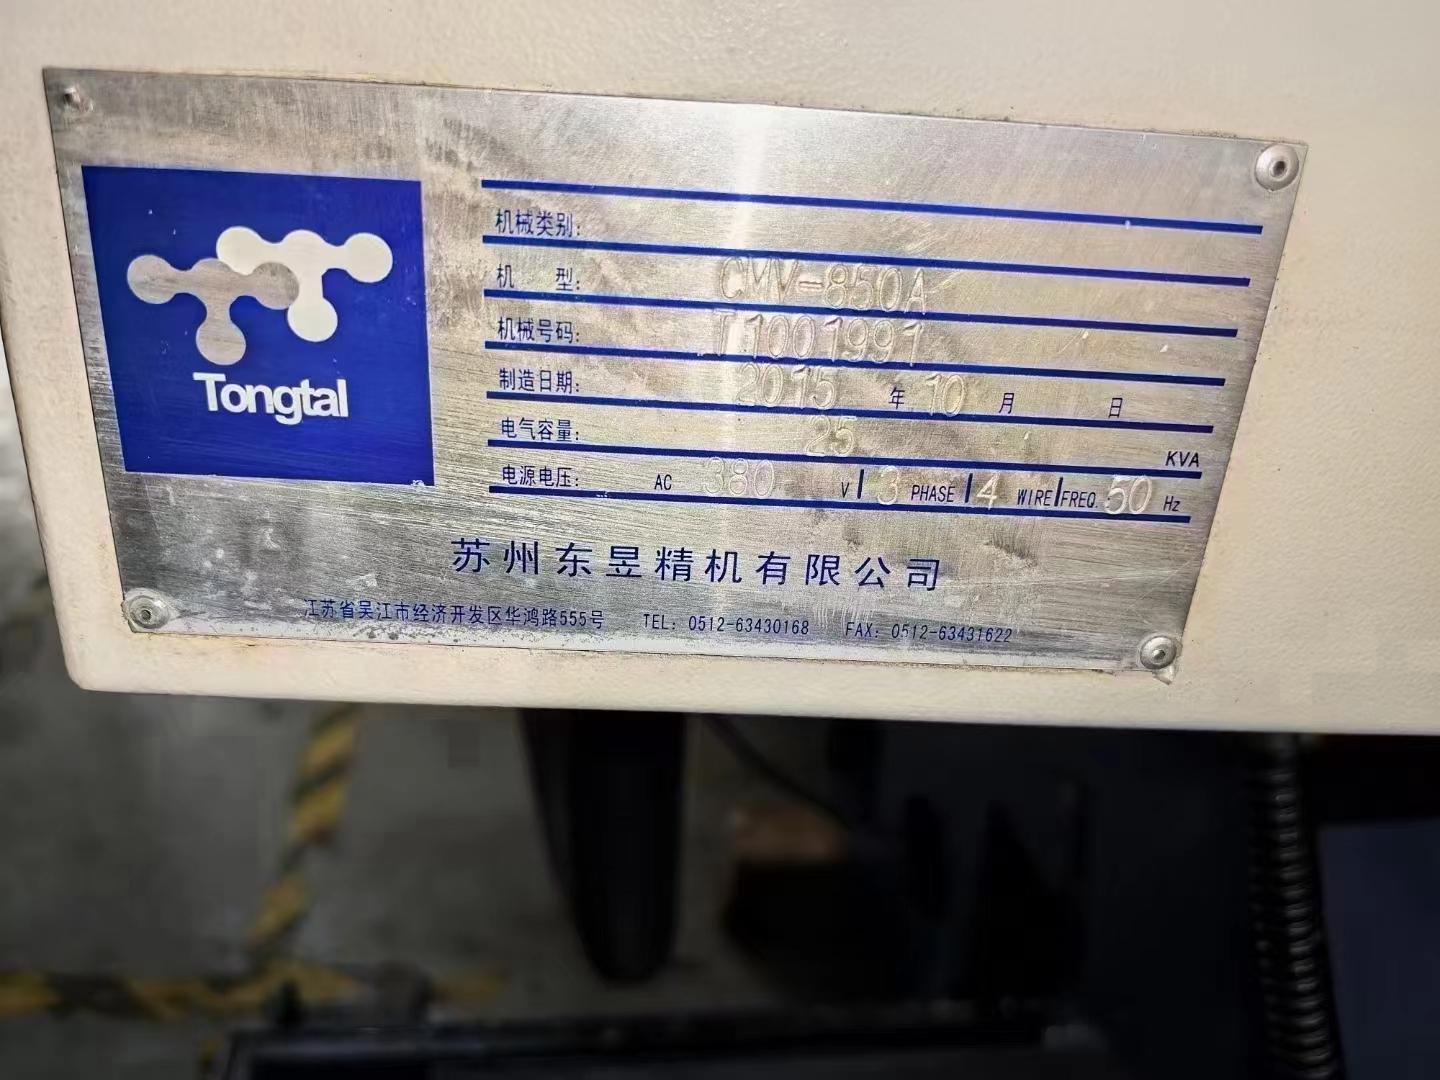 Tongtai
机械类别:
机 型: CMV-850A
机械号码: T1001991
制造日期: 2015 年 10 月 日
电气容量: 25 KVA
电源电压: AC 380 V 3 PHASE 4 WIRE FREQ. 50 Hz
苏州东昱精机有限公司
江苏省吴江市经济开发区华鸿路555号 TEL: 0512-63430168 FAX: 0512-63431622